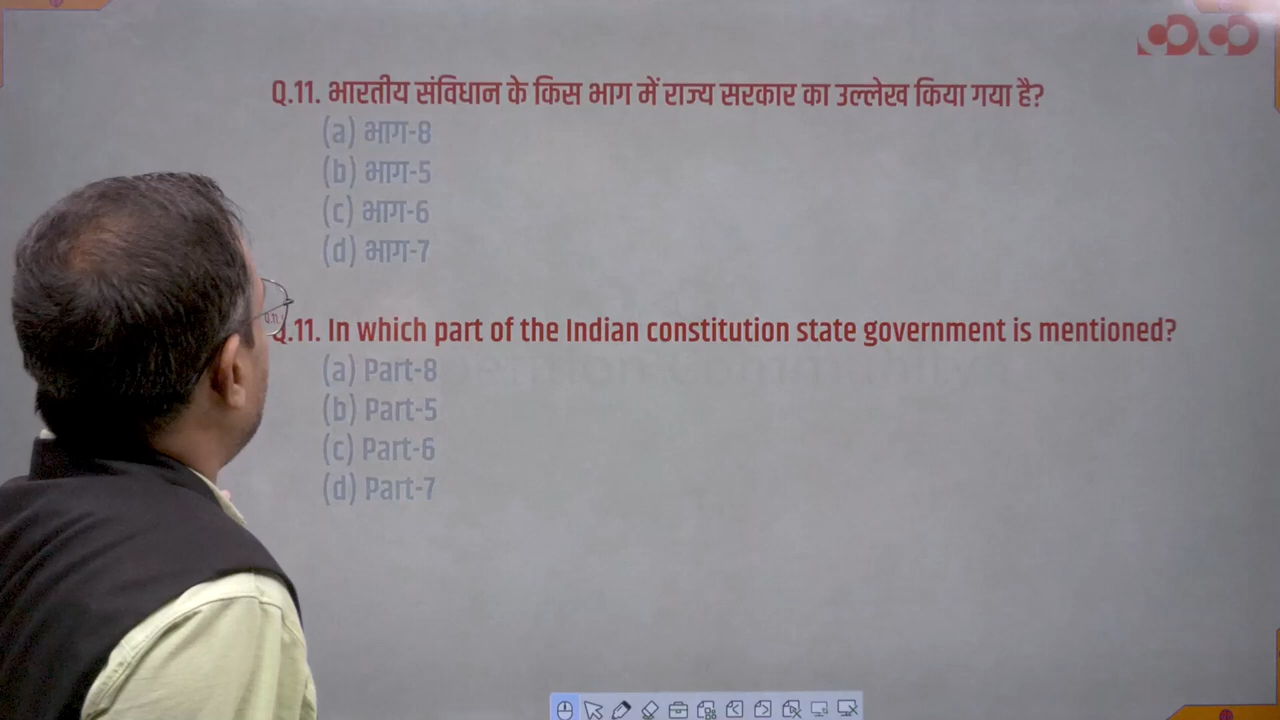 Q.11. भारतीय संविधान के किस भाग में राज्य सरकार का उल्लेख किया गया है?
(a) भाग-8
(b) भाग-5
(c) भाग-6
(d) भाग-7
Q.11. In which part of the Indian constitution state government is mentioned?
(a) Part-8
(b) Part-5
(c) Part-6
(d) Part-7